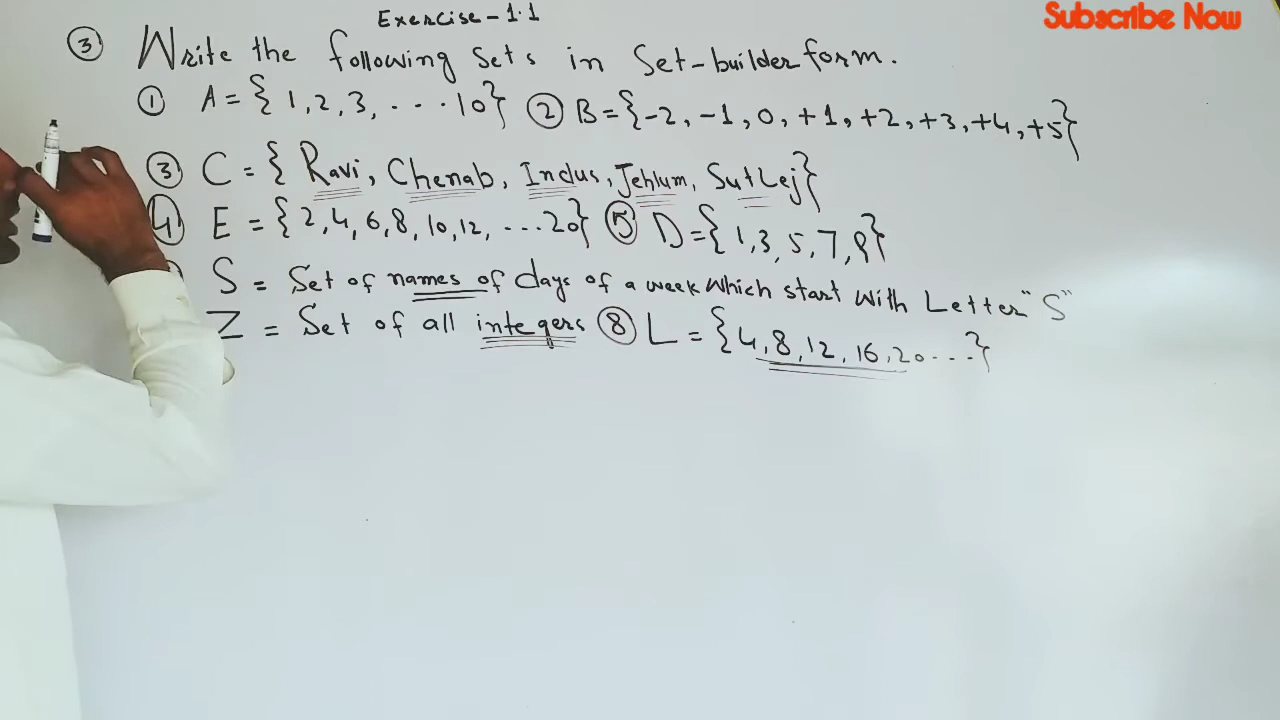 Exercise-1.1
Subscribe Now
③ Write the following Sets in Set-builder form.
① A = { 1, 2, 3, ....10} ② B={-2, -1, 0, +1, +2, +3, +4, +5}
③ C = { Ravi, Chenab, Indus, Jehlum, Sutlej}
④ E = { 2, 4, 6, 8, 10, 12, ...20} ⑤ D={ 1, 3, 5, 7, 9}
S = Set of names of days of a week which start with Letter "S"
Z = Set of all integers ⑧ L = { 4, 8, 12, 16, 20 ...}